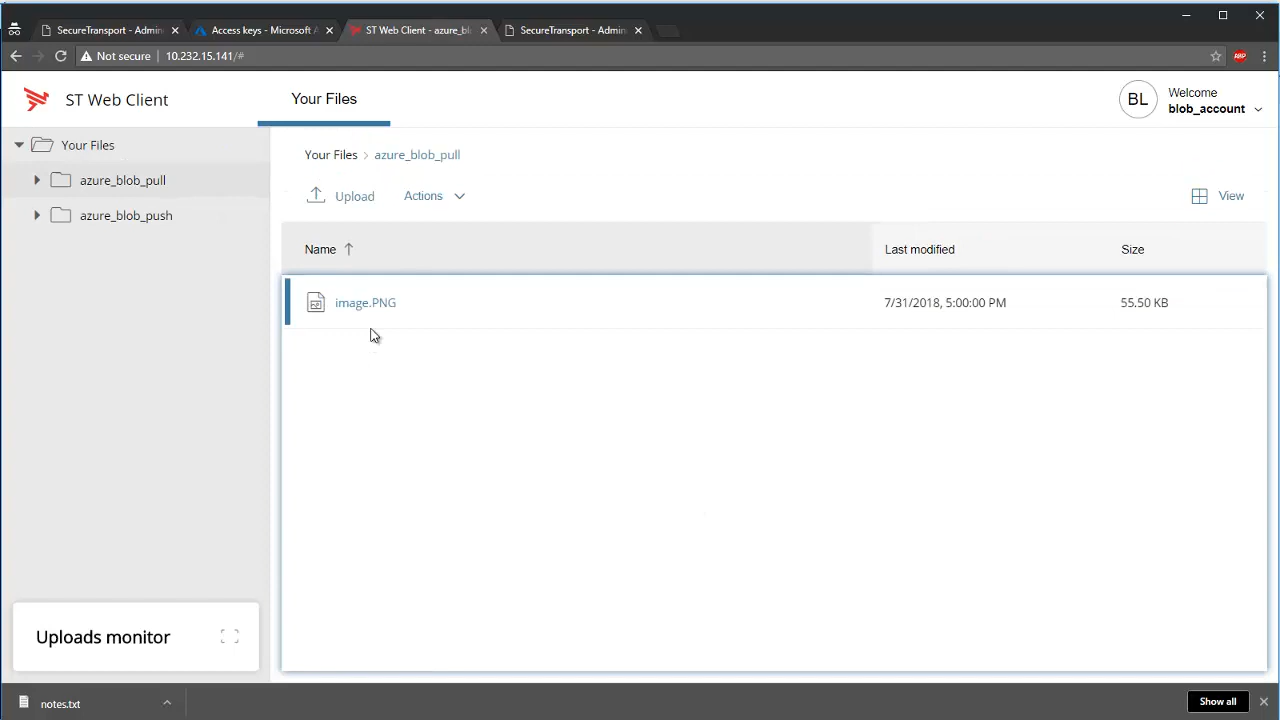 SecureTransport - Admin
Access keys - Microsoft A
ST Web Client - azure_bl
SecureTransport - Admin
Not secure
10.232.15.141/#
ABP
ST Web Client
Your Files
BL
Welcome
blob_account
Your Files
azure_blob_pull
azure_blob_push
Your Files > azure_blob_pull
Upload
Actions
View
Name
Last modified
Size
image.PNG
7/31/2018, 5:00:00 PM
55.50 KB
Uploads monitor
notes.txt
Show all